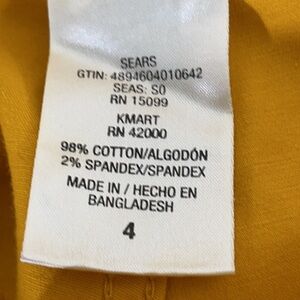 SEARS
GTIN: 4894604010642
SEAS: S0
RN 15099
KMART
RN 42000
98% COTTON/ALGODÓN
2% SPANDEX/SPANDEX
MADE IN / HECHO EN
BANGLADESH
4